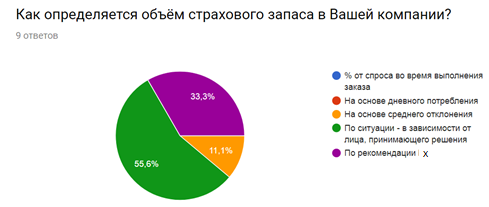 Как определяется объём страхового запаса в Вашей компании?
9 ответов
33,3%
11,1%
55,6%
% от спроса во время выполнения
заказа
На основе дневного потребления
На основе среднего отклонения
По ситуации - в зависимости от
лица, принимающего решения
По рекомендации X